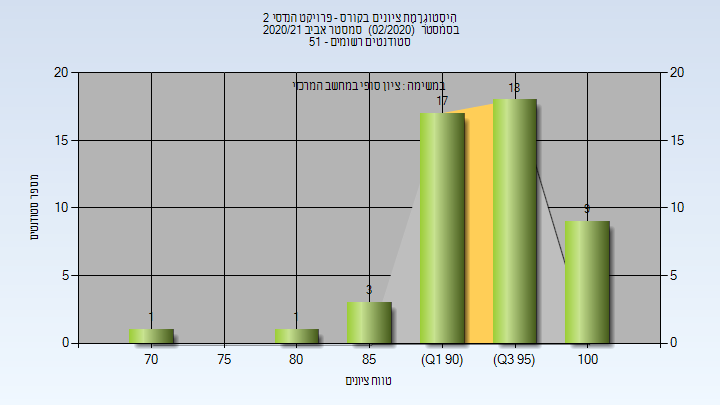 היסטוגרמת ציונים בקורס - פרויקט הנדסי 2
בסמסטר (02/2020) סמסטר אביב 2020/21
סטודנטים רשומים - 51
במשימה : ציון סופי במחשב המרכזי
מספר סטודנטים
20
15
10
5
0
20
15
10
5
0
1
1
3
17
18
9
70
75
80
85
(Q1 90)
(Q3 95)
100
טווח ציונים